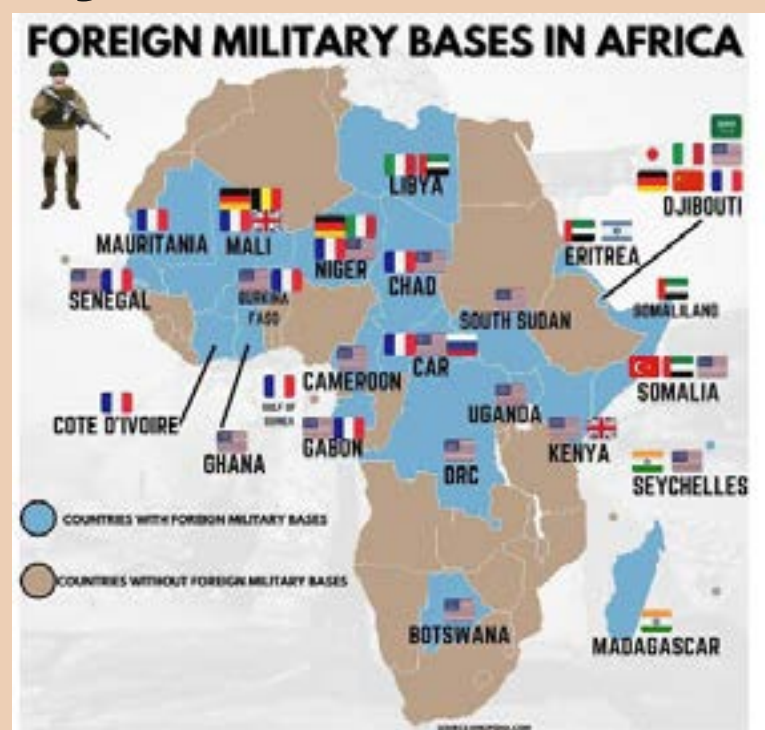 FOREIGN MILITARY BASES IN AFRICA
LIBYA
DJIBOUTI
MAURITANIA
MALI
NIGER
CHAD
ERITREA
SENEGAL
BURKINA
FASO
SOUTH SUDAN
SOMALILAND
CAMEROON
CAR
SOMALIA
COTE D'IVOIRE
GULF OF
GUINEA
UGANDA
GHANA
GABON
DRC
KENYA
SEYCHELLES
COUNTRIES WITH FOREIGN MILITARY BASES
COUNTRIES WITHOUT FOREIGN MILITARY BASES
BOTSWANA
MADAGASCAR